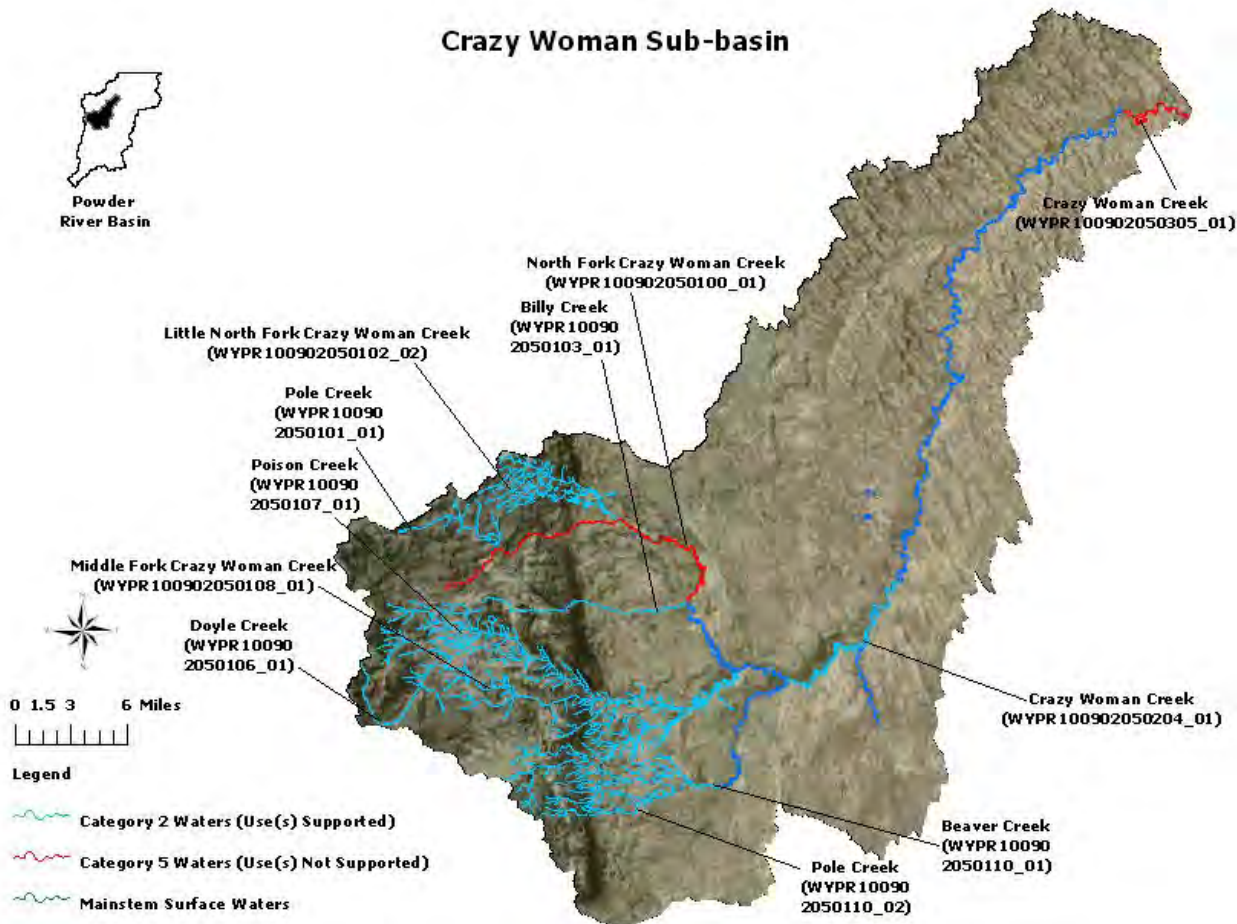 Crazy Woman Sub-basin
Powder
River Basin
Crazy Woman Creek
(WYPR100902050305_01)
North Fork Crazy Woman Creek
(WYPR100902050100_01)
Billy Creek
(WYPR10090
2050103_01)
Little North Fork Crazy Woman Creek
(WYPR100902050102_02)
Pole Creek
(WYPR10090
2050101_01)
Poison Creek
(WYPR10090
2050107_01)
Middle Fork Crazy Woman Creek
(WYPR100902050108_01)
Doyle Creek
(WYPR10090
2050106_01)
0 1.5 3 6 Miles
Crazy Woman Creek
(WYPR100902050204_01)
Legend
Category 2 Waters (Use(s) Supported)
Category 5 Waters (Use(s) Not Supported)
Mainstem Surface Waters
Beaver Creek
(WYPR10090
2050110_01)
Pole Creek
(WYPR10090
2050110_02)